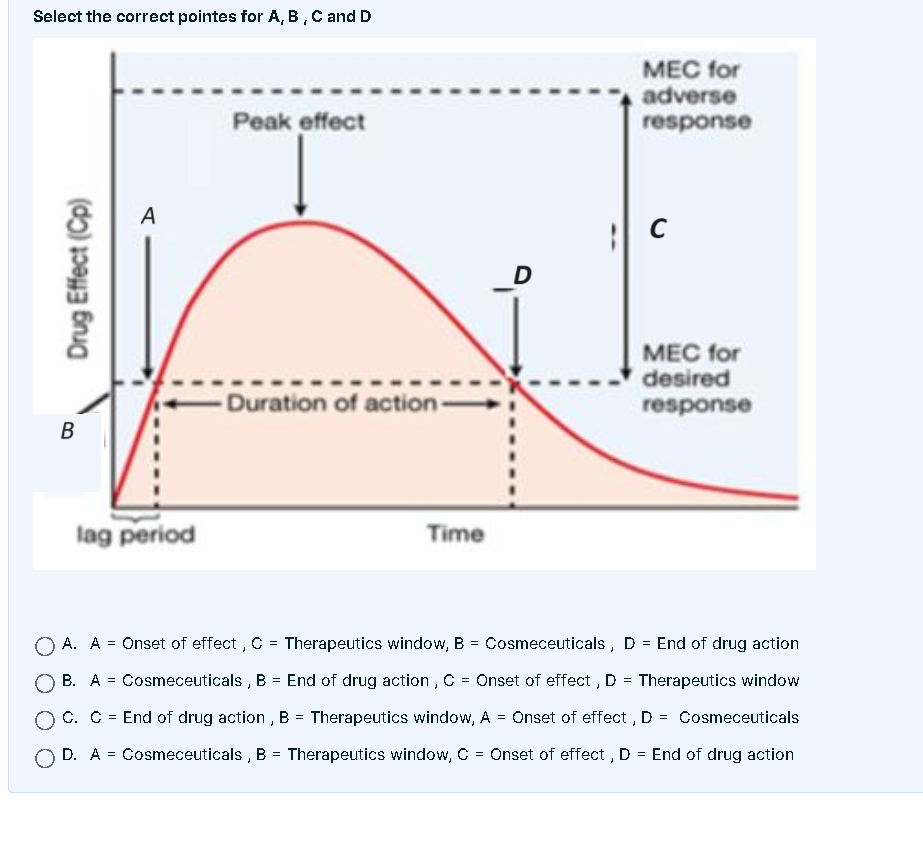 Select the correct pointes for A, B , C and D
MEC for
adverse
response
Peak effect
Drug Effect (Cp)
A
C
D
MEC for
desired
response
Duration of action
B
lag period
Time
A. A = Onset of effect , C = Therapeutics window, B = Cosmeceuticals , D = End of drug action
B. A = Cosmeceuticals , B = End of drug action , C = Onset of effect , D = Therapeutics window
C. C = End of drug action , B = Therapeutics window, A = Onset of effect , D = Cosmeceuticals
D. A = Cosmeceuticals , B = Therapeutics window, C = Onset of effect , D = End of drug action